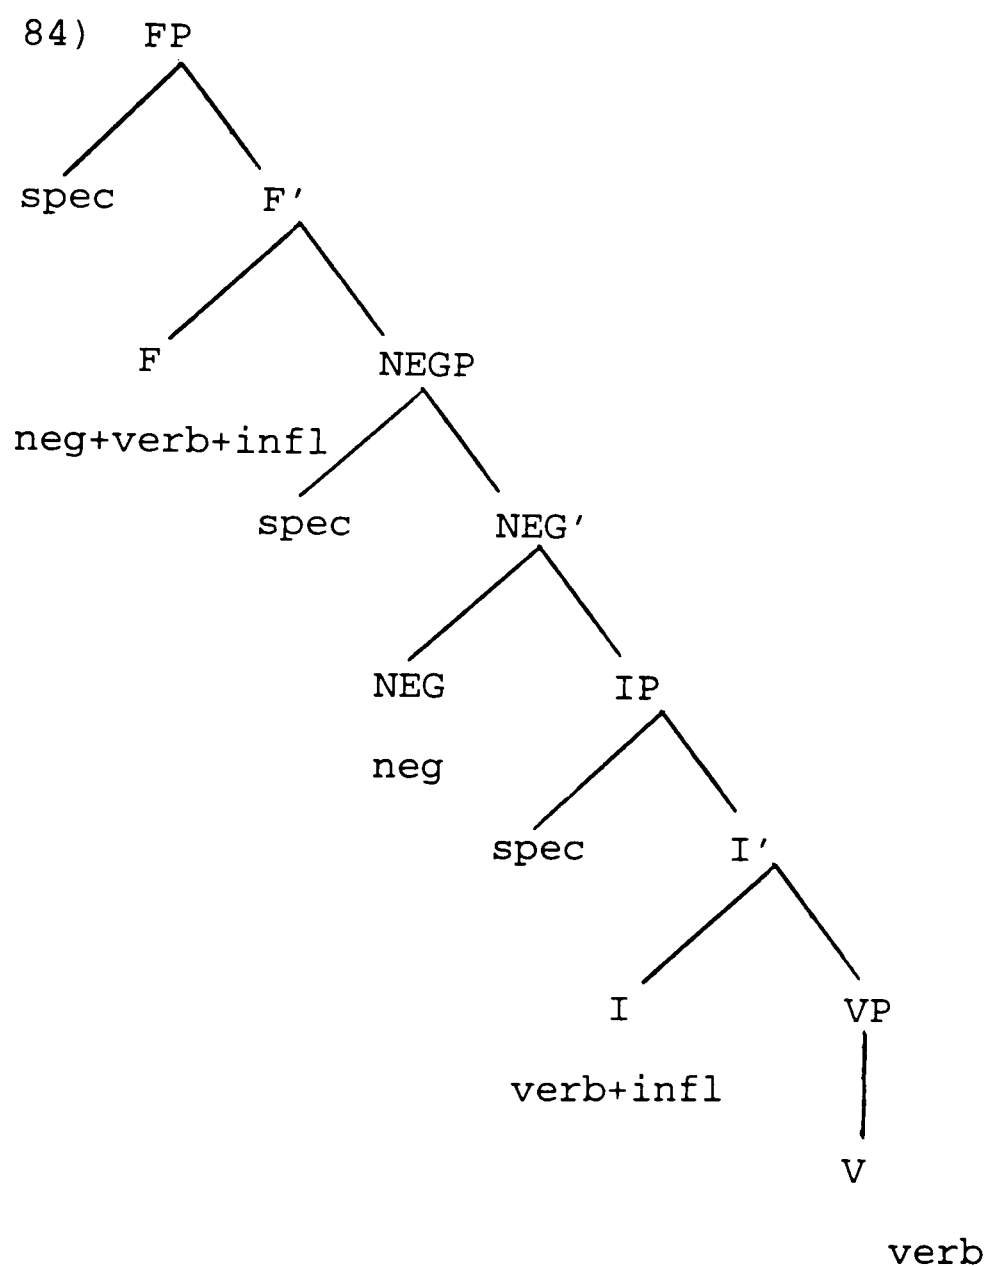 84) FP
spec F'
F NEGP
neg+verb+infl
spec NEG'
NEG IP
neg
spec I'
I VP
verb+infl
V
verb